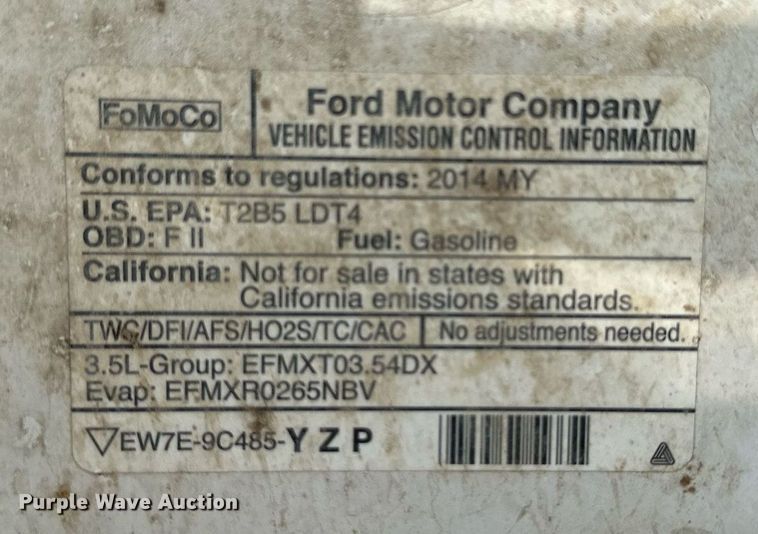 FoMoCo
Ford Motor Company
VEHICLE EMISSION CONTROL INFORMATION
Conforms to regulations: 2014 MY
U.S. EPA: T2B5 LDT4
OBD: F II Fuel: Gasoline
California: Not for sale in states with
California emissions standards.
TWC/DFI/AFS/HO2S/TC/CAC No adjustments needed.
3.5L-Group: EFMXT03.54DX
Evap: EFMXR0265NBV
EW7E-9C485-Y Z P
Purple Wave Auction